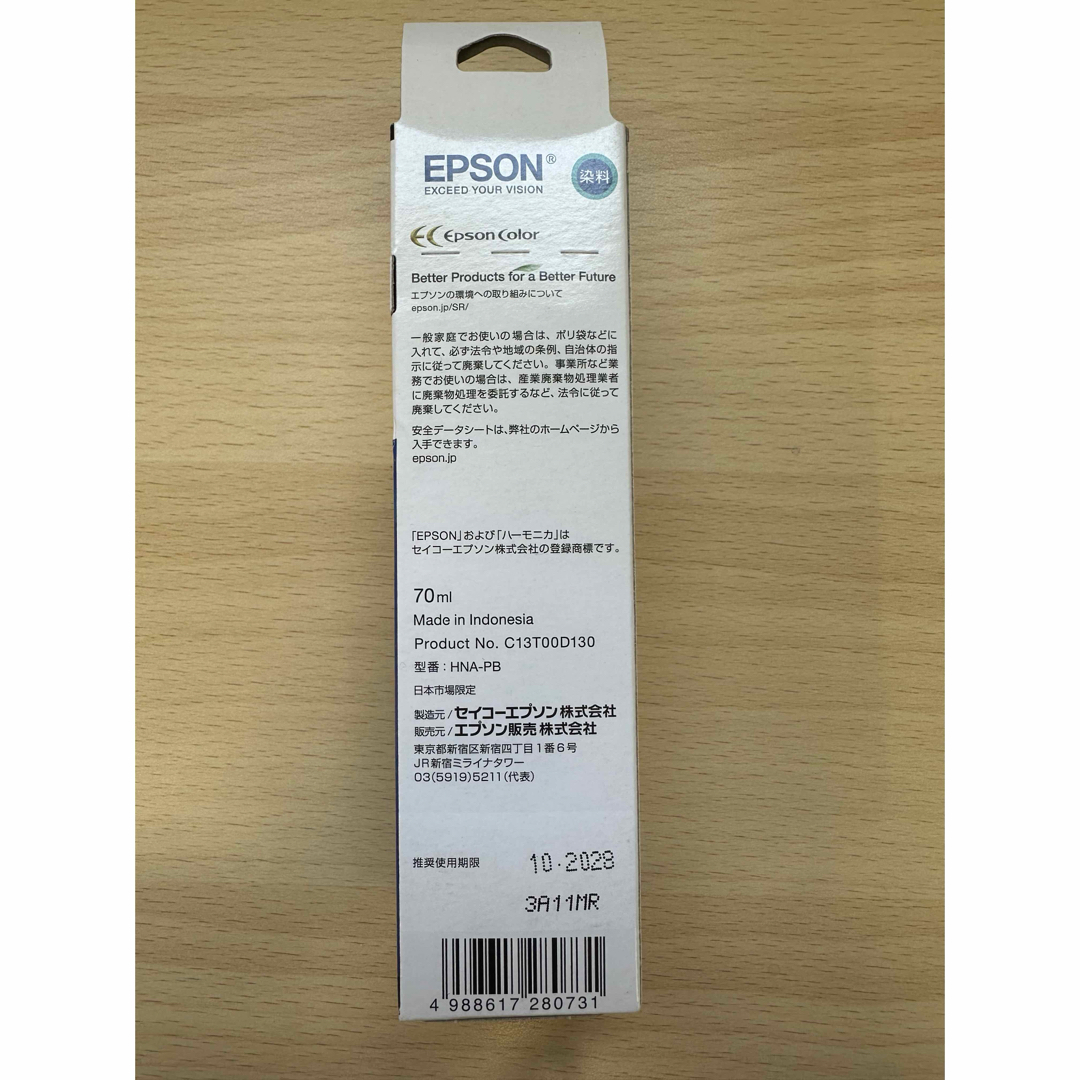 EPSON®
EXCEED YOUR VISION
染料
Epson Color
Better Products for a Better Future
エプソンの環境への取り組みについて
epson.jp/SR/
一般家庭でお使いの場合は、ポリ袋などに
入れて、必ず法令や地域の条例、自治体の指
示に従って廃棄してください。事業所など業
務でお使いの場合は、産業廃棄物処理業者
に廃棄物処理を委託するなど、法令に従って
廃棄してください。
安全データシートは、弊社のホームページから
入手できます。
epson.jp
「EPSON」および「ハーモニカ」は
セイコーエプソン株式会社の登録商標です。
70ml
Made in Indonesia
Product No. C13T00D130
型番：HNA-PB
日本市場限定
製造元/セイコーエプソン株式会社
販売元/エプソン販売 株式会社
東京都新宿区新宿四丁目1番6号
JR新宿ミライナタワー
03(5919)5211(代表)
推奨使用期限 10.2028
3A11MR
4 988617 280731